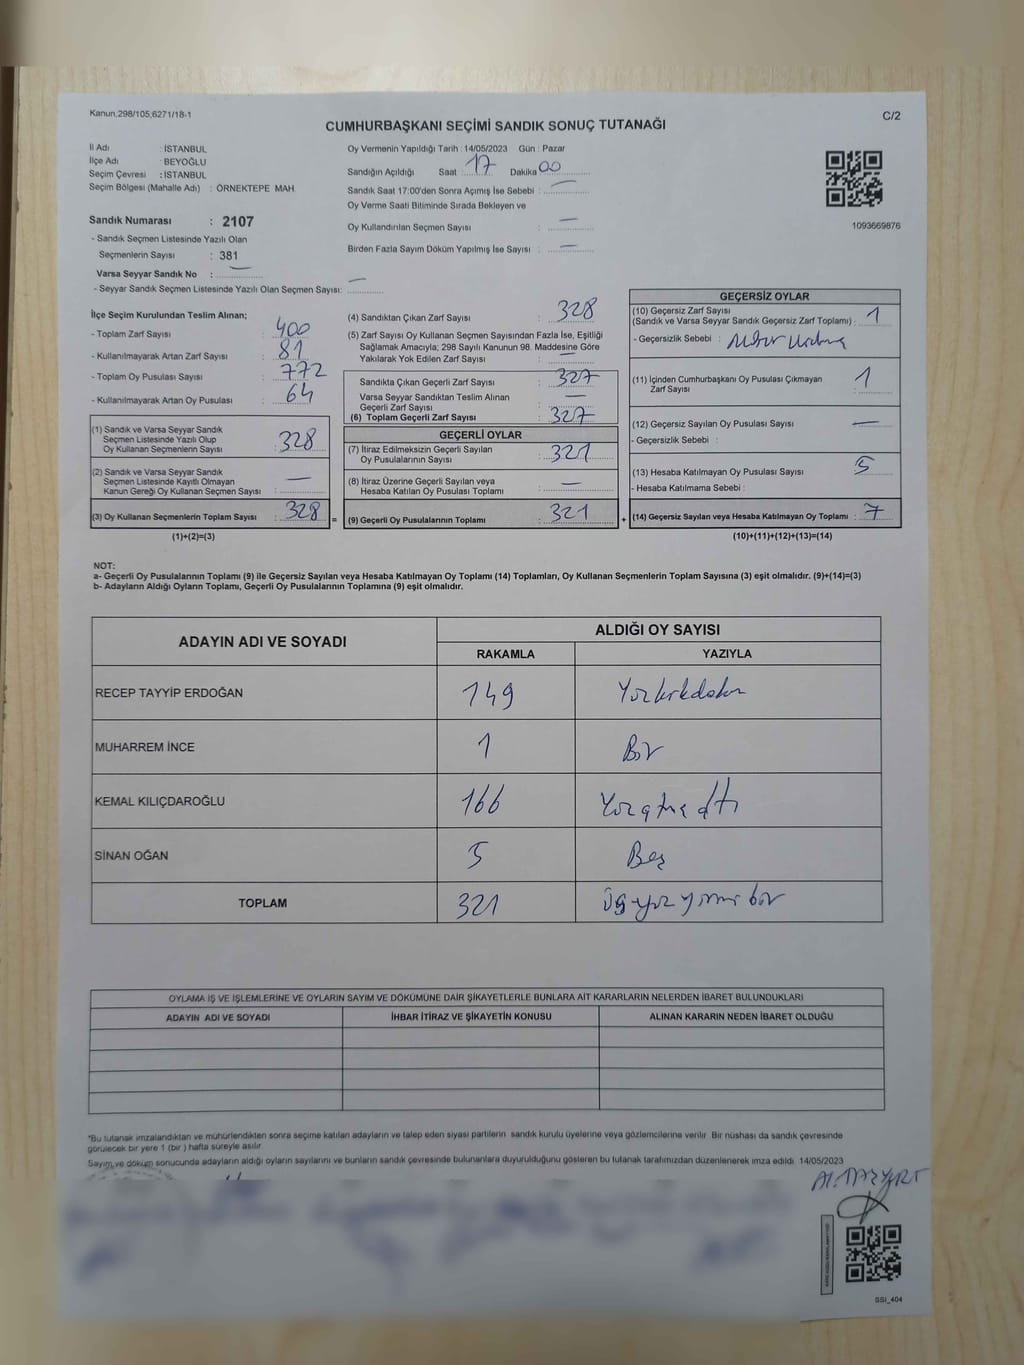 Kanun;298/105,6271/18-1
C/2
CUMHURBAŞKANI SEÇİMİ SANDIK SONUÇ TUTANAĞI
İl Adı : İSTANBUL
İlçe Adı : BEYOĞLU
Seçim Çevresi : İSTANBUL
Seçim Bölgesi (Mahalle Adı) : ÖRNEKTEPE MAH.
Sandık Numarası : 2107
- Sandık Seçmen Listesinde Yazılı Olan
Seçmenlerin Sayısı : 381
Varsa Seyyar Sandık No : —
- Seyyar Sandık Seçmen Listesinde Yazılı Olan Seçmen Sayısı: —
Oy Vermenin Yapıldığı Tarih : 14/05/2023 Gün : Pazar
Sandığın Açıldığı Saat : 17 Dakika 00
Sandık Saat 17:00'den Sonra Açımış İse Sebebi : —
Oy Verme Saati Bitiminde Sırada Bekleyen ve
Oy Kullandırılan Seçmen Sayısı : —
Birden Fazla Sayım Döküm Yapılmış İse Sayısı : —
1093669876
İlçe Seçim Kurulundan Teslim Alınan;
- Toplam Zarf Sayısı : 400
- Kullanılmayarak Artan Zarf Sayısı : 81
- Toplam Oy Pusulası Sayısı : 772
- Kullanılmayarak Artan Oy Pusulası : 64
(1) Sandık ve Varsa Seyyar Sandık
Seçmen Listesinde Yazılı Olup
Oy Kullanan Seçmenlerin Sayısı : 328
(2) Sandık ve Varsa Seyyar Sandık
Seçmen Listesinde Kayıtlı Olmayan
Kanun Gereği Oy Kullanan Seçmen Sayısı : —
(3) Oy Kullanan Seçmenlerin Toplam Sayısı : 328
(1)+(2)=(3)
(4) Sandıktan Çıkan Zarf Sayısı : 328
(5) Zarf Sayısı Oy Kullanan Seçmen Sayısından Fazla İse, Eşitliği
Sağlamak Amacıyla; 298 Sayılı Kanunun 98. Maddesine Göre
Yakılarak Yok Edilen Zarf Sayısı : —
Sandıkta Çıkan Geçerli Zarf Sayısı : 327
Varsa Seyyar Sandıktan Teslim Alınan
Geçerli Zarf Sayısı : —
(6) Toplam Geçerli Zarf Sayısı : 327
GEÇERLİ OYLAR
(7) İtiraz Edilmeksizin Geçerli Sayılan
Oy Pusulalarının Sayısı : 321
(8) İtiraz Üzerine Geçerli Sayılan veya
Hesaba Katılan Oy Pusulası Toplamı : —
= (9) Geçerli Oy Pusulalarının Toplamı : 321
GEÇERSİZ OYLAR
(10) Geçersiz Zarf Sayısı
(Sandık ve Varsa Seyyar Sandık Geçersiz Zarf Toplamı) : 1
- Geçersizlik Sebebi :
(11) İçinden Cumhurbaşkanı Oy Pusulası Çıkmayan
Zarf Sayısı 1
(12) Geçersiz Sayılan Oy Pusulası Sayısı —
- Geçersizlik Sebebi :
(13) Hesaba Katılmayan Oy Pusulası Sayısı 5
- Hesaba Katılmama Sebebi :
+ (14) Geçersiz Sayılan veya Hesaba Katılmayan Oy Toplamı : 7
(10)+(11)+(12)+(13)=(14)
NOT:
a- Geçerli Oy Pusulalarının Toplamı (9) ile Geçersiz Sayılan veya Hesaba Katılmayan Oy Toplamı (14) Toplamları, Oy Kullanan Seçmenlerin Toplam Sayısına (3) eşit olmalıdır. (9)+(14)=(3)
b- Adayların Aldığı Oyların Toplamı, Geçerli Oy Pusulalarının Toplamına (9) eşit olmalıdır.
ADAYIN ADI VE SOYADI ALDIĞI OY SAYISI
RAKAMLA YAZIYLA
RECEP TAYYİP ERDOĞAN 149 Yüzkırkdokuz
MUHARREM İNCE 1 Bir
KEMAL KILIÇDAROĞLU 166 Yüzatmışaltı
SİNAN OĞAN 5 Beş
TOPLAM 321 üçyüzyirmibir
OYLAMA İŞ VE İŞLEMLERİNE VE OYLARIN SAYIM VE DÖKÜMÜNE DAİR ŞİKAYETLERLE BUNLARA AİT KARARLARIN NELERDEN İBARET BULUNDUKLARI
ADAYIN ADI VE SOYADI İHBAR İTİRAZ VE ŞİKAYETİN KONUSU ALINAN KARARIN NEDEN İBARET OLDUĞU
*Bu tutanak imzalandıktan ve mühürlendikten sonra seçime katılan adayların ve talep eden siyasi partilerin sandık kurulu üyelerine veya gözlemcilerine verilir. Bir nüshası da sandık çevresinde
görülecek bir yere 1 (bir ) hafta süreyle asılır.
Sayım ve döküm sonucunda adayların aldığı oyların sayılarını ve bunların sandık çevresinde bulunanlara duyurulduğunu gösteren bu tutanak tarafımızdan düzenlenerek imza edildi. 14/05/2023
SSI_404